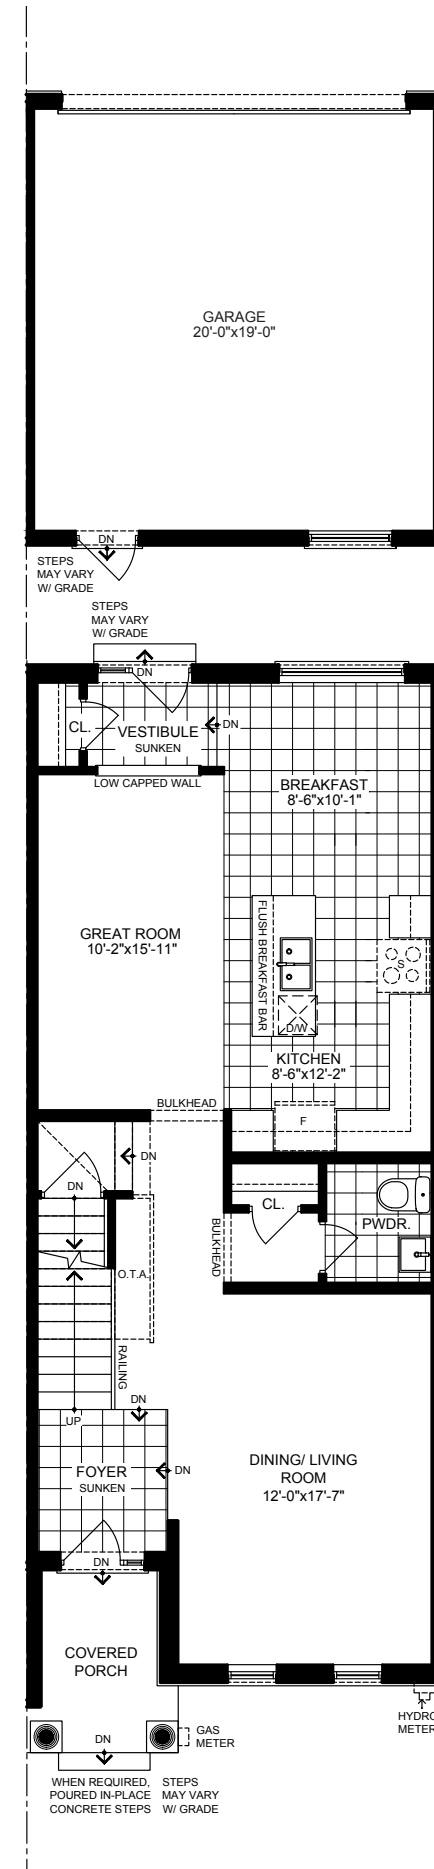 GARAGE
20'-0"x19'-0"
DN
STEPS
MAY VARY
W/ GRADE
STEPS
MAY VARY
W/ GRADE
DN
CL.
VESTIBULE
SUNKEN
DN
LOW CAPPED WALL
BREAKFAST
8'-6"x10'-1"
GREAT ROOM
10'-2"x15'-11"
FLUSH BREAKFAST BAR
S
D/W
KITCHEN
8'-6"x12'-2"
BULKHEAD
F
DN
DN
CL.
PWDR.
BULKHEAD
O.T.A.
RAILING
DN
UP
FOYER
SUNKEN
DN
DINING/ LIVING
ROOM
12'-0"x17'-7"
DN
COVERED
PORCH
HYDRO
METER
GAS
METER
DN
WHEN REQUIRED,
POURED IN-PLACE
CONCRETE STEPS
STEPS
MAY VARY
W/ GRADE